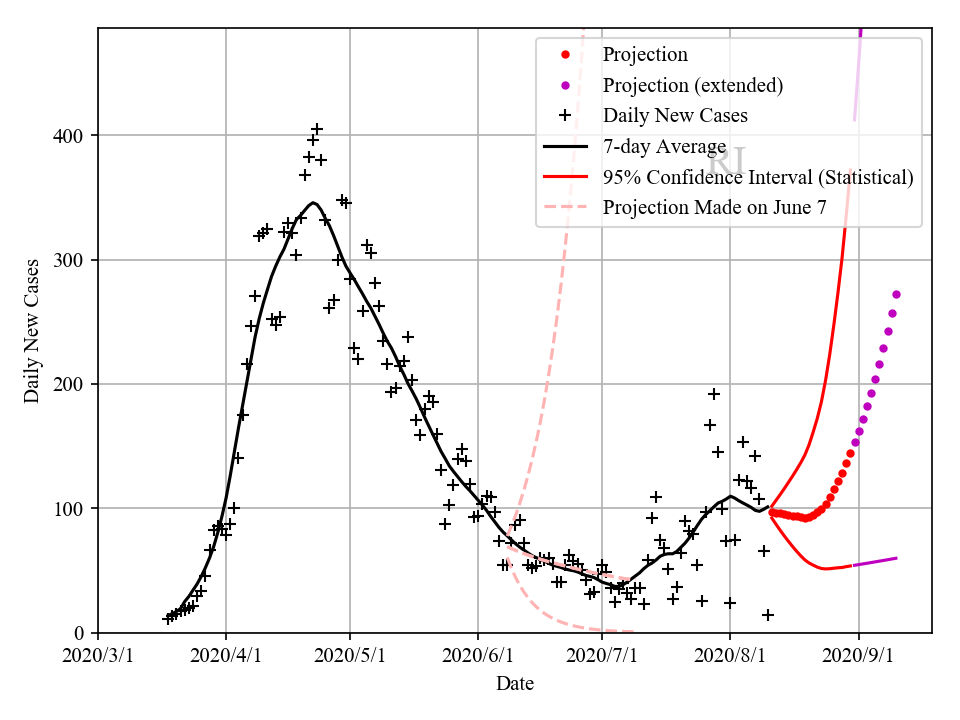 Projection
Projection (extended)
Daily New Cases
7-day Average
RI
95% Confidence Interval (Statistical)
Projection Made on June 7
400
300
200
100
0
Daily New Cases
2020/3/1 2020/4/1 2020/5/1 2020/6/1 2020/7/1 2020/8/1 2020/9/1
Date